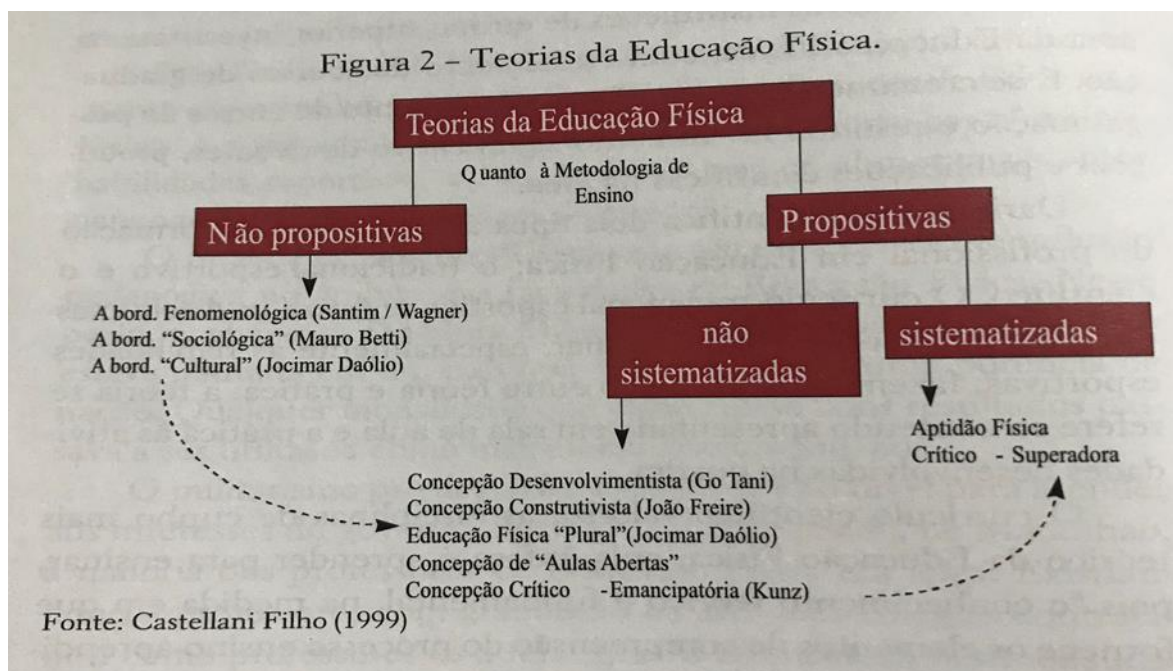 Figura 2 – Teorias da Educação Física.
Teorias da Educação Física
Quanto à Metodologia de
Ensino
Não propositivas
Propositivas
A bord. Fenomenológica (Santim / Wagner)
A bord. “Sociológica” (Mauro Betti)
A bord. “Cultural” (Jocimar Daólio)
não
sistematizadas
sistematizadas
Aptidão Física
Crítico - Superadora
Concepção Desenvolvimentista (Go Tani)
Concepção Construtivista (João Freire)
Educação Física “Plural”(Jocimar Daólio)
Concepção de “Aulas Abertas”
Concepção Crítico -Emancipatória (Kunz)
Fonte: Castellani Filho (1999)